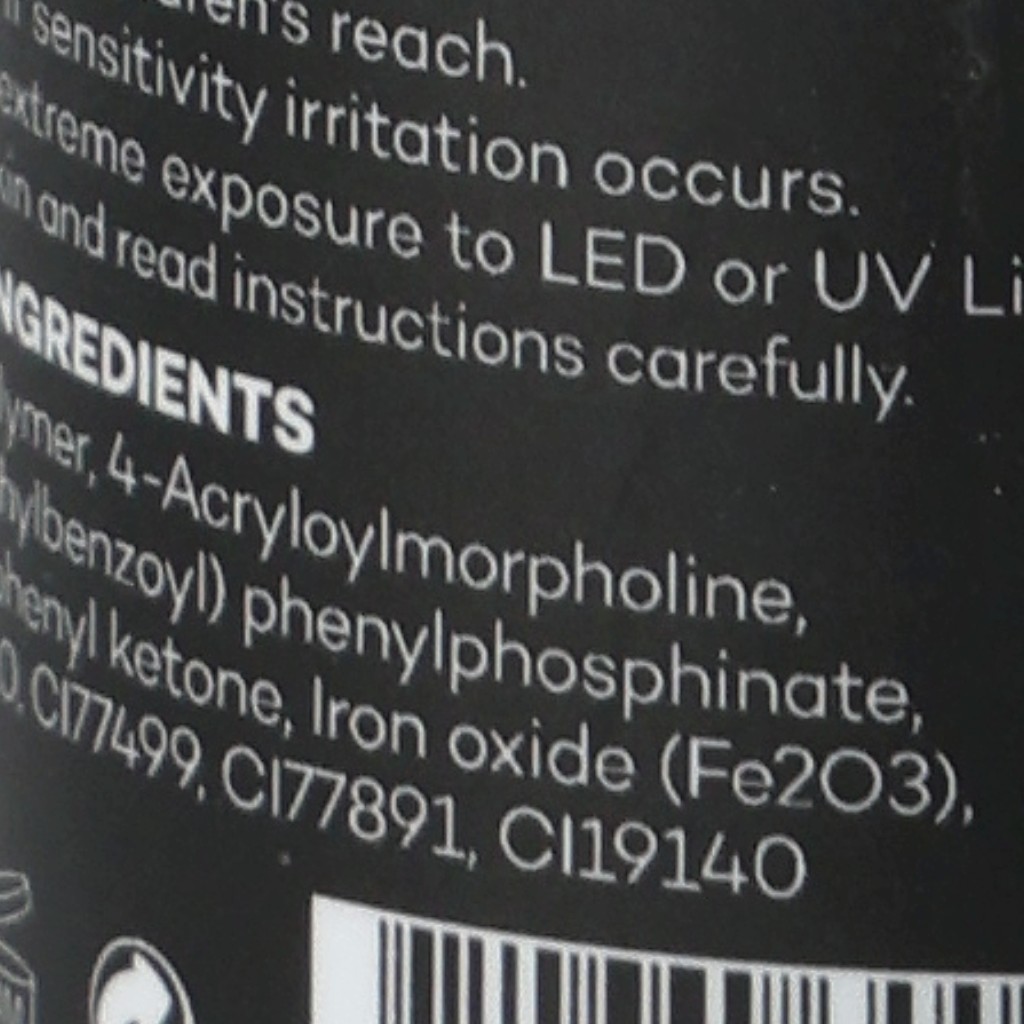 reach.
sensitivity irritation occurs.
extreme exposure to LED or UV
and read instructions carefully.
INGREDIENTS
4-Acryloylmorpholine,
phenylphosphinate,
ketone, Iron oxide (Fe2O3),
CI77499, CI77891, CI19140